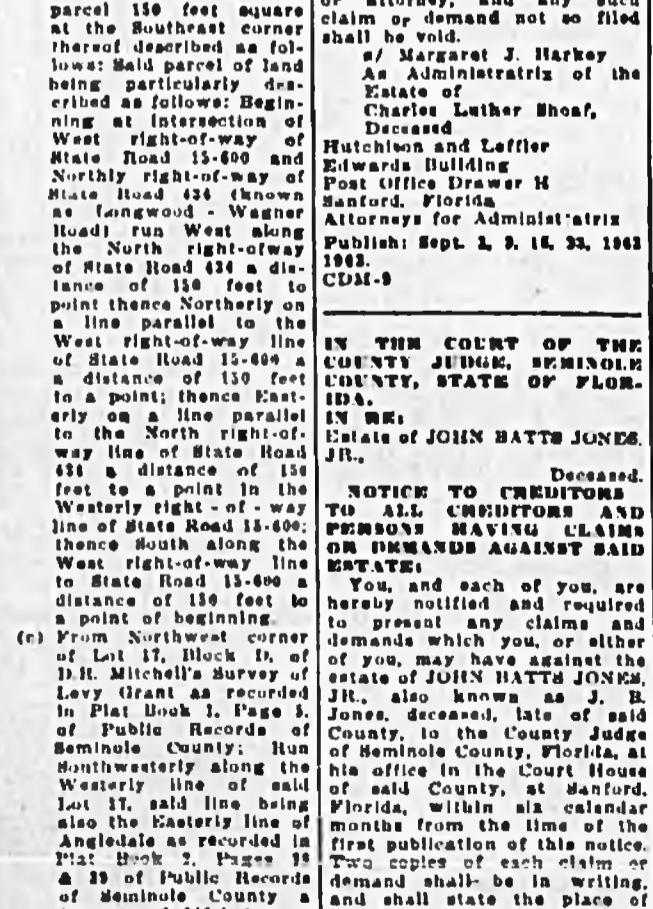 parcel 150 feet square
at the Southeast corner
thereof described as fol-
lows: Said parcel of land
being particularly des-
cribed as follows: Begin-
ning at intersection of
West right-of-way of
State Road 15-600 and
Northly right-of-way of
State Road 434 (known
as Longwood - Wagner
Road) run West along
the North right-ofway
of State Road 434 a dis-
tance of 150 feet to
point thence Northerly on
a line parallel to the
West right-of-way line
of State Road 15-600 a
a distance of 150 feet
to a point; thence East-
erly on a line parallel
to the North right-of-
way line of State Road
434 a distance of 150
feet to a point in the
Westerly right - of - way
line of State Road 15-600;
thence South along the
West right-of-way line
to State Road 15-600 a
distance of 150 feet to
a point of beginning.
(c) From Northwest corner
of Lot 17, Block D, of
D.R. Mitchell's Survey of
Levy Grant as recorded
in Plat Book 1, Page 5,
of Public Records of
Seminole County; Run
Southwesterly along the
Westerly line of said
Lot 17, said line being
also the Easterly line of
Angledale as recorded in
Plat Book 2, Pages
& 19 of Public Records
of Seminole County a
or attorney, and any such
claim or demand not so filed
shall be void.
s/ Margaret J. Harkey
As Administratrix of the
Estate of
Charles Luther Shoaf,
Deceased
Hutchison and Leffler
Edwards Building
Post Office Drawer H
Sanford, Florida
Attorneys for Administratrix
Publish: Sept. 2, 9, 16, 23, 1963
1963.
CDM-9
IN THE COURT OF THE
COUNTY JUDGE, SEMINOLE
COUNTY, STATE OF FLOR-
IDA.
IN RE:
Estate of JOHN BATTS JONES,
JR.,
Deceased.
NOTICE TO CREDITORS
TO ALL CREDITORS AND
PERSONS HAVING CLAIMS
OR DEMANDS AGAINST SAID
ESTATE:
You, and each of you, are
hereby notified and required
to present any claims and
demands which you, or either
of you, may have against the
estate of JOHN BATTS JONES,
JR., also known as J. B.
Jones, deceased, late of said
County, to the County Judge
of Seminole County, Florida, at
his office in the Court House
of said County, at Sanford,
Florida, within six calendar
months from the time of the
first publication of this notice.
Two copies of each claim or
demand shall be in writing,
and shall state the place of